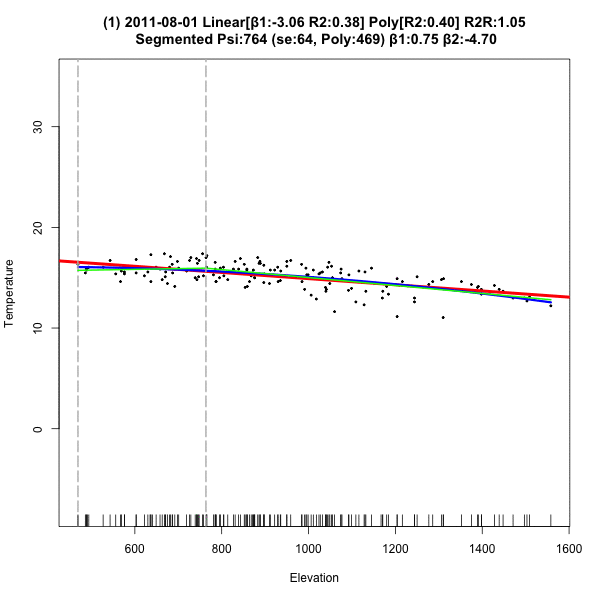 (1) 2011-08-01 Linear[β1:-3.06 R2:0.38] Poly[R2:0.40] R2R:1.05
Segmented Psi:764 (se:64, Poly:469) β1:0.75 β2:-4.70
30
20
10
0
Temperature
600 800 1000 1200 1400 1600
Elevation